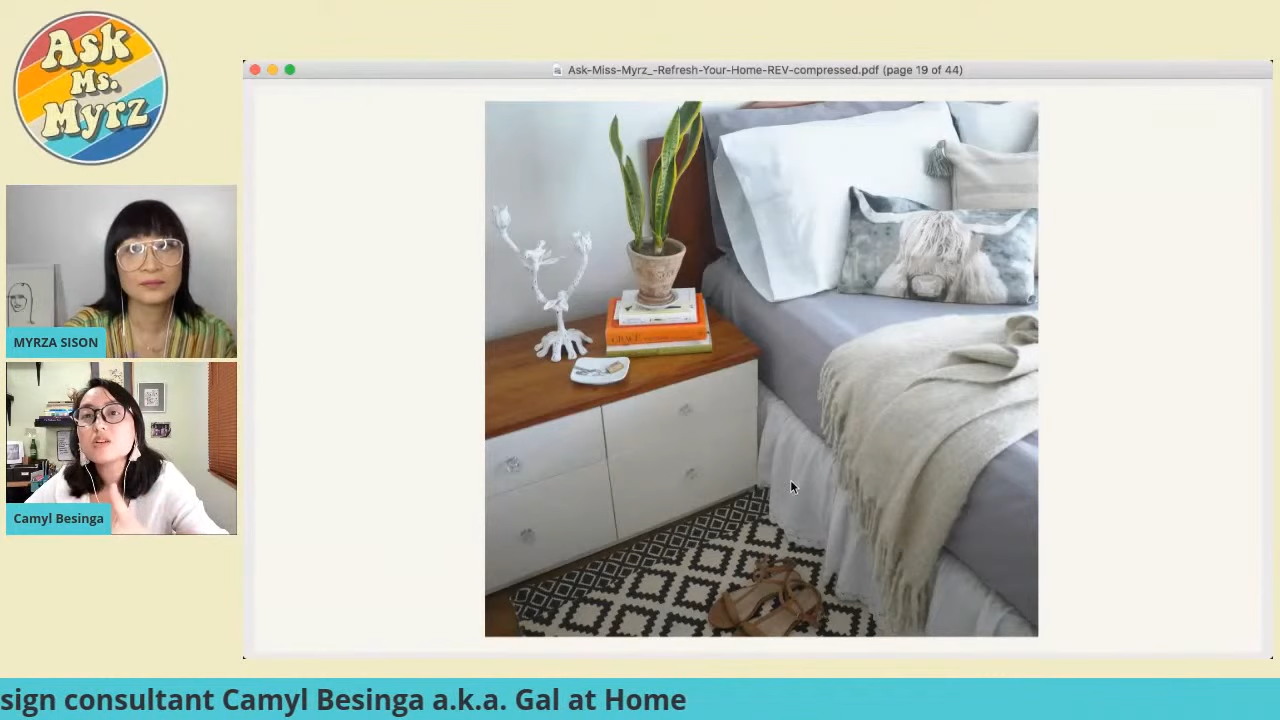 Ask
Ms.
Myrz
Ask-Miss-Myrz_-Refresh-Your-Home-REV-compressed.pdf (page 19 of 44)
MYRZA SISON
Camyl Besinga
GRACE
sign consultant Camyl Besinga a.k.a. Gal at Home